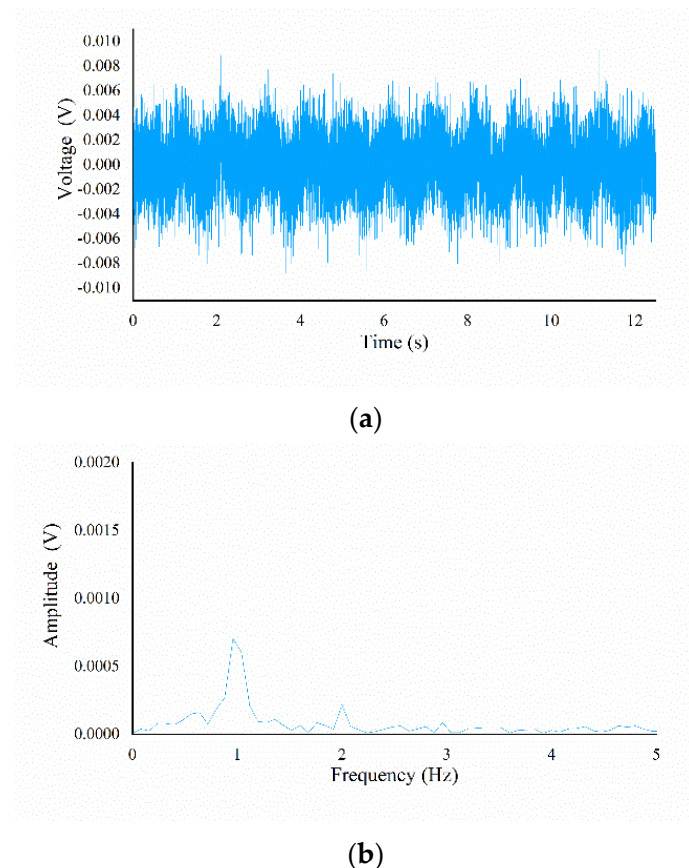 0.010
0.008
0.006
0.004
0.002
0.000
-0.002
-0.004
-0.006
-0.008
-0.010
Voltage (V)
0 2 4 6 8 10 12
Time (s)
(a)
0.0020
0.0015
0.0010
0.0005
0.0000
Amplitude (V)
0 1 2 3 4 5
Frequency (Hz)
(b)